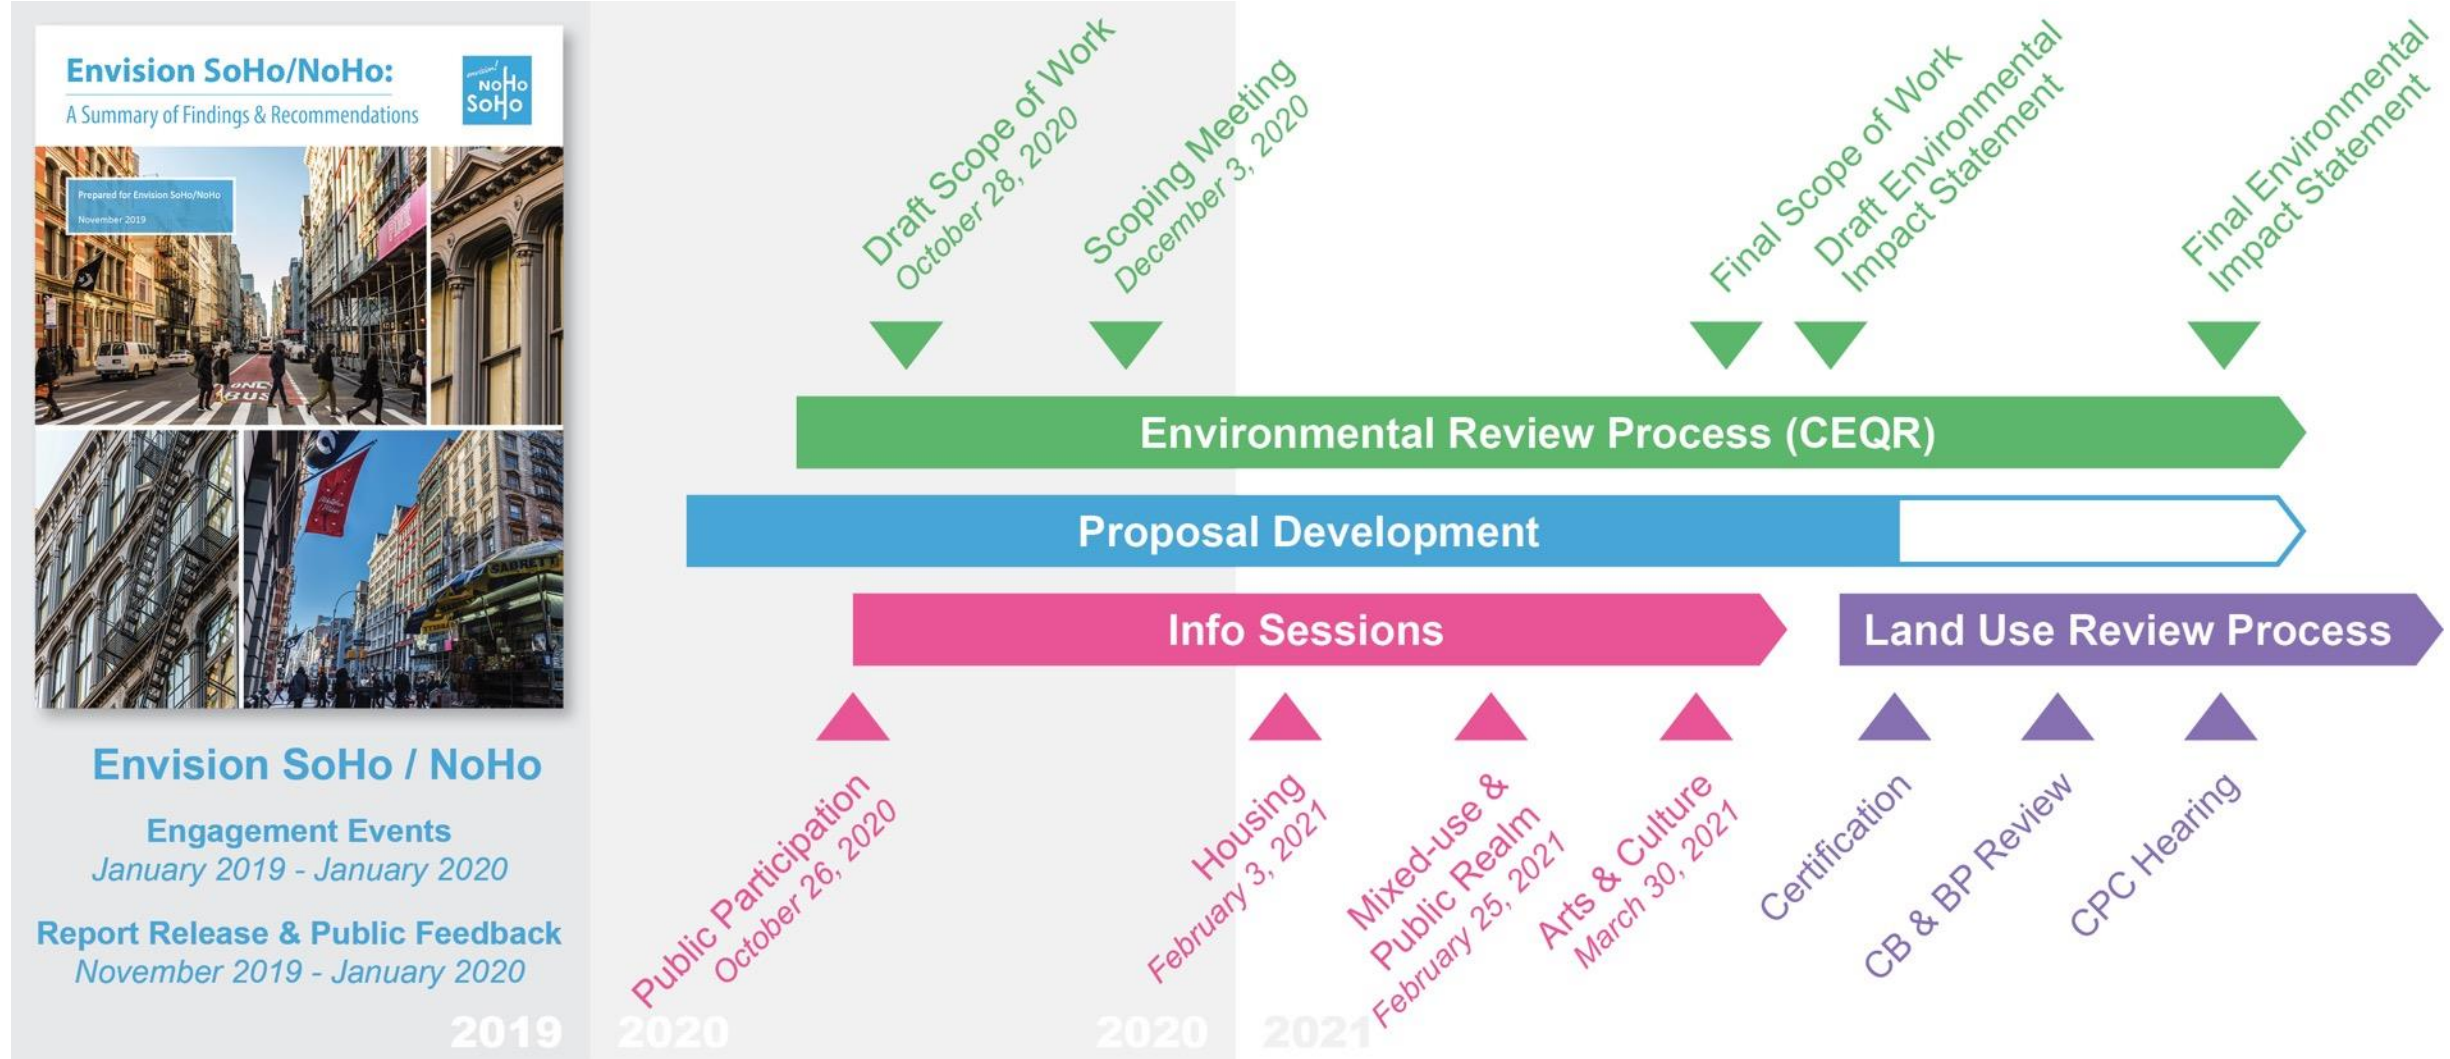 Envision SoHo/NoHo:
A Summary of Findings & Recommendations
envision!
NoHo
SoHo
Prepared for Envision SoHo/NoHo
November 2019
PINK
ONLY
BUS
SABRETT
Envision SoHo / NoHo
Engagement Events
January 2019 - January 2020
Report Release & Public Feedback
November 2019 - January 2020
2019
2020
2020
2021
Draft Scope of Work
October 28, 2020
Scoping Meeting
December 3, 2020
Final Scope of Work
Draft Environmental
Impact Statement
Final Environmental
Impact Statement
Environmental Review Process (CEQR)
Proposal Development
Info Sessions
Land Use Review Process
Public Participation
October 26, 2020
Housing
February 3, 2021
Mixed-use &
Public Realm
February 25, 2021
Arts & Culture
March 30, 2021
Certification
CB & BP Review
CPC Hearing